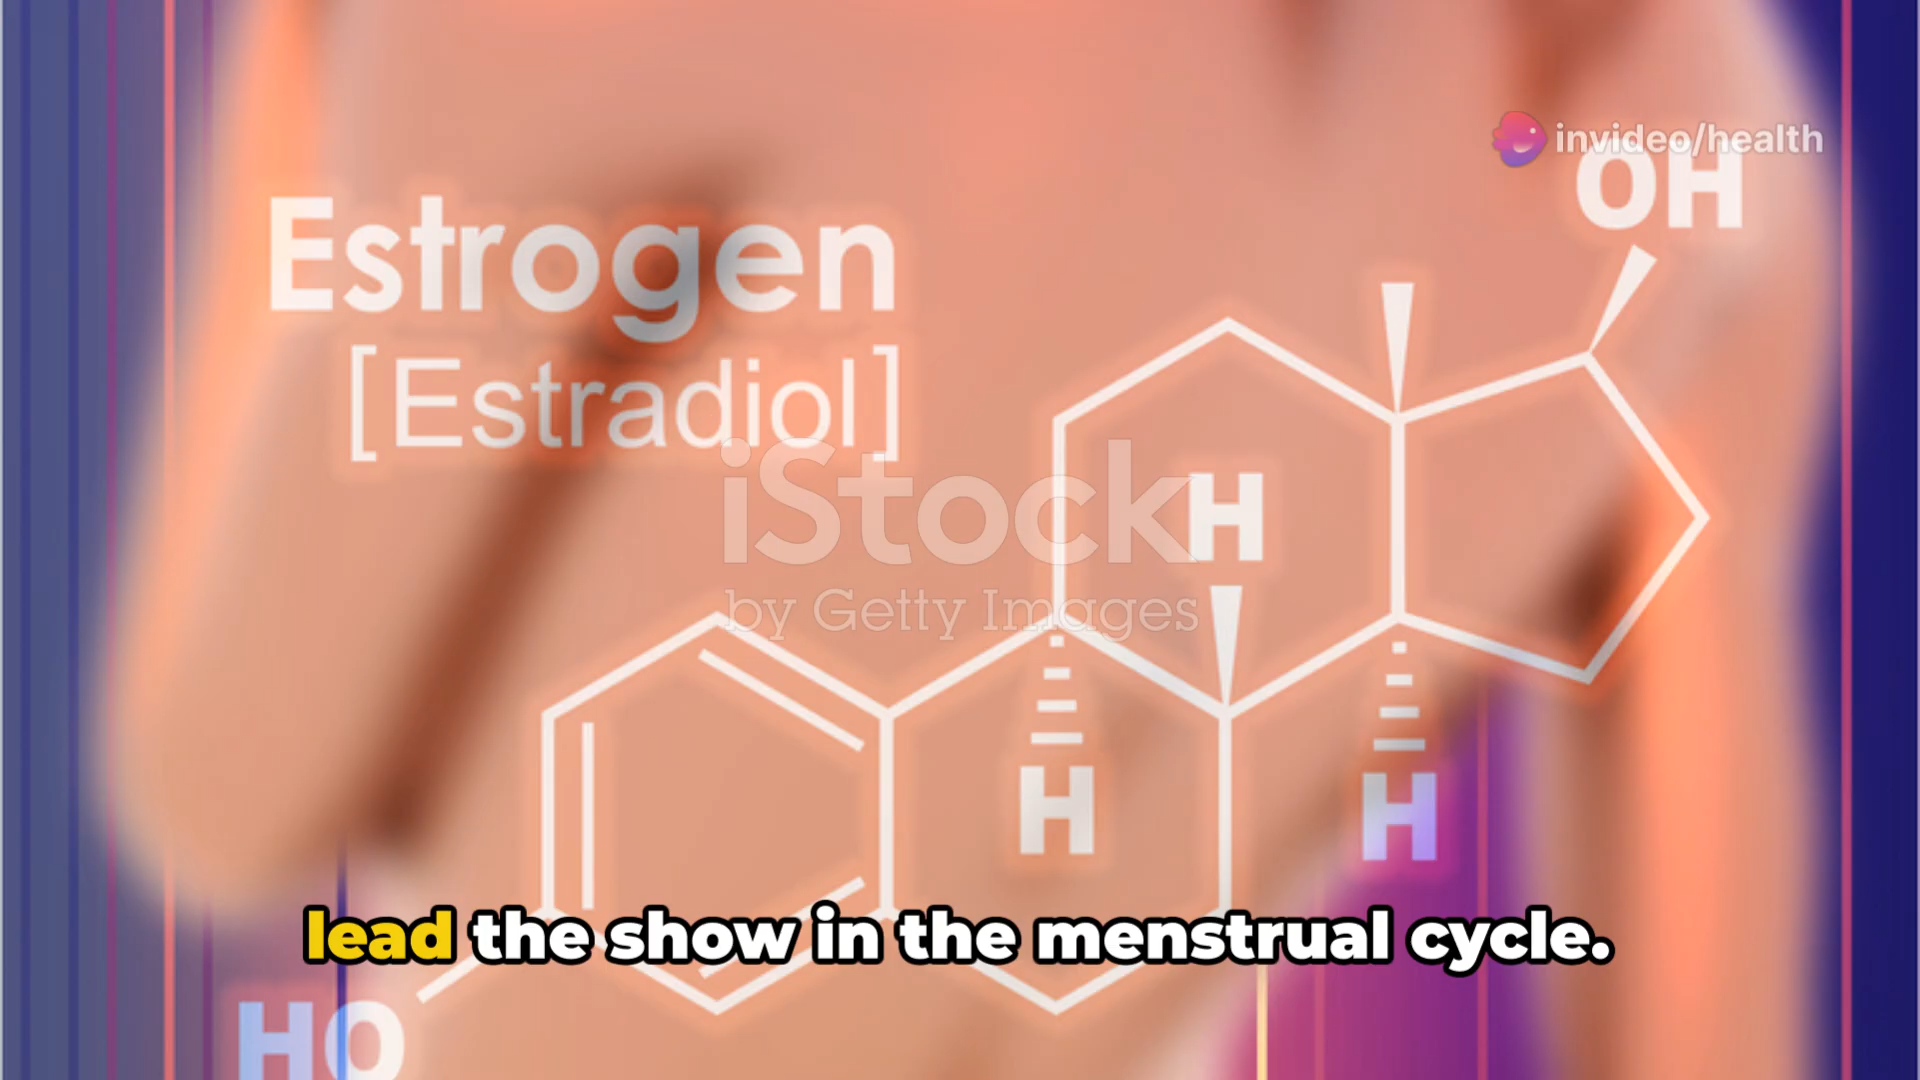 invideo/health
OH
Estrogen
[Estradiol]
iStock
H
by Getty Images
H
H
lead the show in the menstrual cycle.
HO